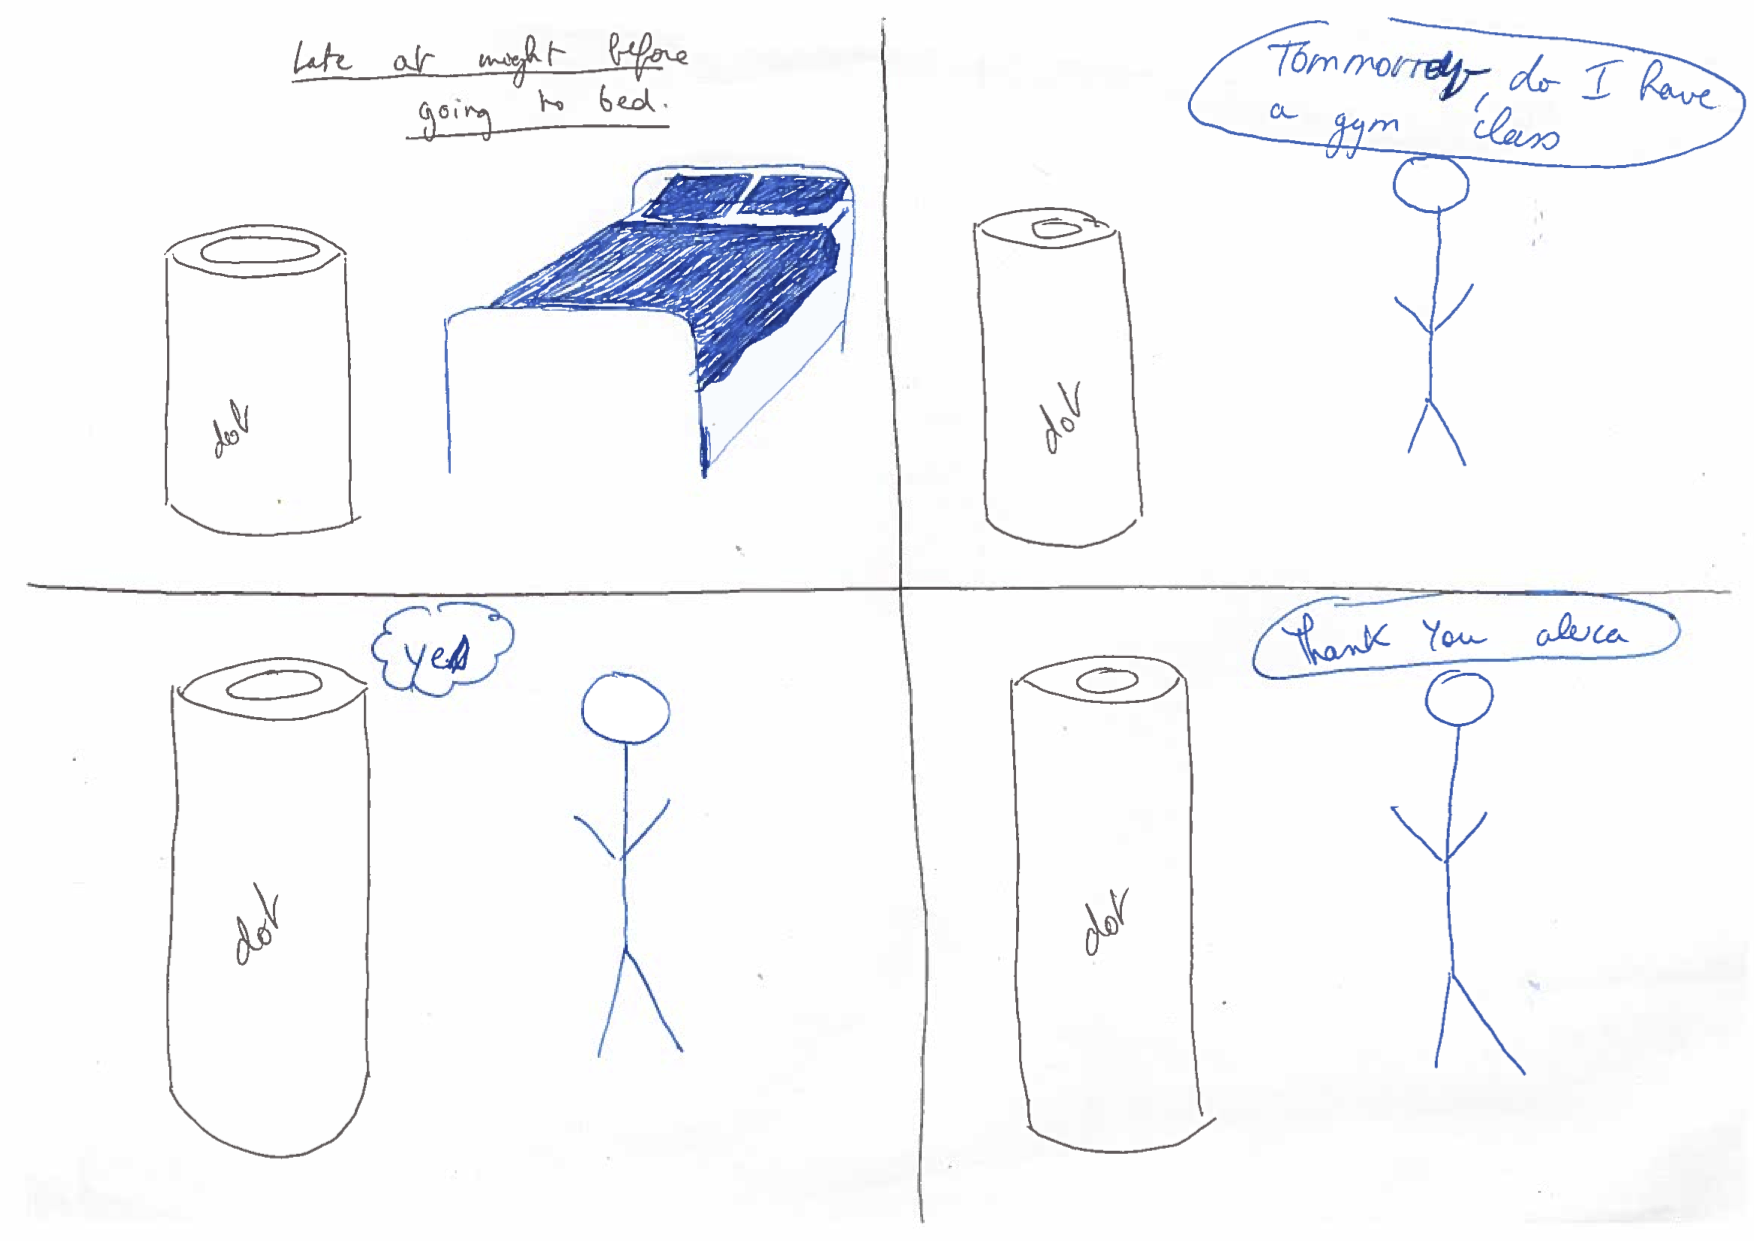 Late at night before
going to bed.
dot
Tommorrow, do I have
a gym class
dot
yes
dot
Thank You alexa
dot